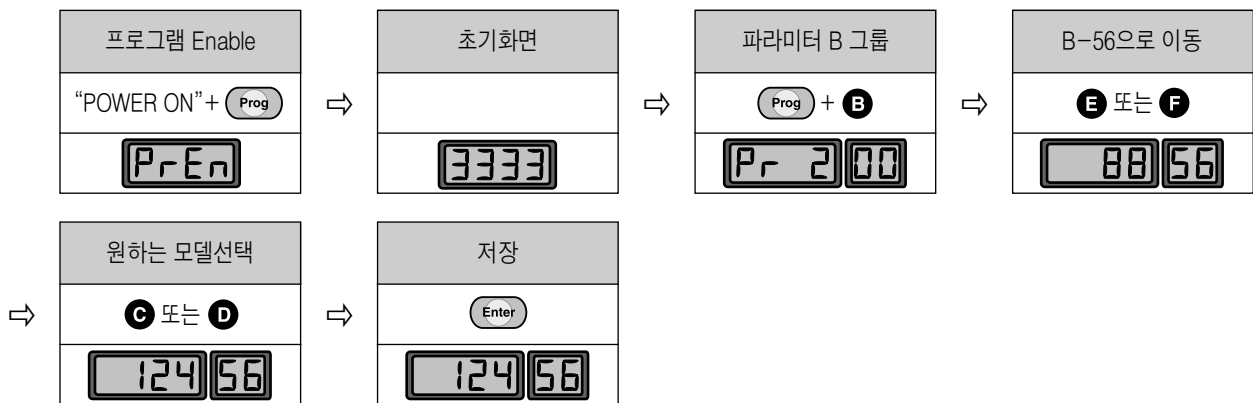 프로그램 Enable
"POWER ON"+ Prog
PrEn
초기화면
3333
파라미터 B 그룹
Prog + B
Pr 2 00
B-56으로 이동
E 또는 F
88 56
원하는 모델선택
C 또는 D
124 56
저장
Enter
124 56